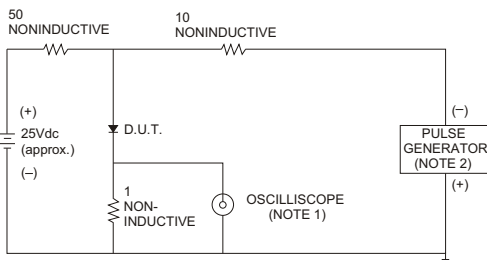 50
NONINDUCTIVE
10
NONINDUCTIVE
(+)
25Vdc
(approx.)
(–)
D.U.T.
1
NON-
INDUCTIVE
OSCILLISCOPE
(NOTE 1)
(–)
PULSE
GENERATOR
(NOTE 2)
(+)